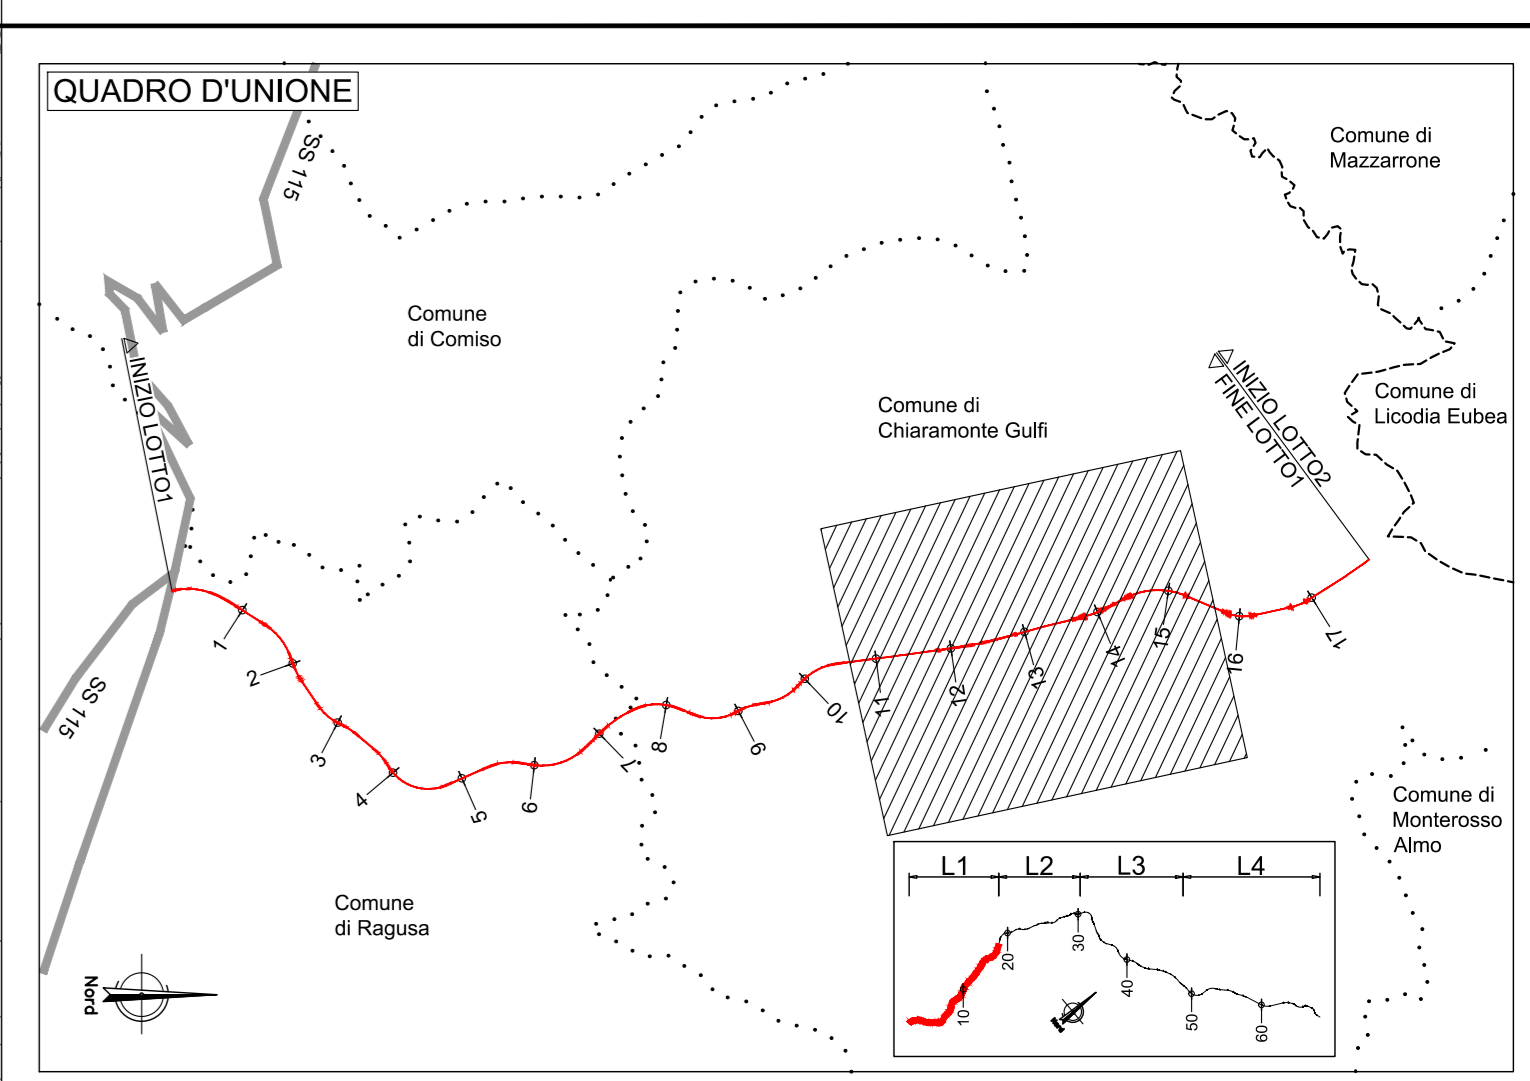 QUADRO D'UNIONE
SS 115
Comune di
Mazzarrone
Comune
di Comiso
INIZIO LOTTO1
Comune di
Chiaramonte Gulfi
INIZIO LOTTO2
FINE LOTTO1
Comune di
Licodia Eubea
1
2
3
4
5
6
7
8
9
10
11
12
13
14
15
16
17
SS 115
Comune di
Monterosso
Almo
Comune
di Ragusa
Nord
L1 L2 L3 L4
10
20
30
40
50
60
Nord